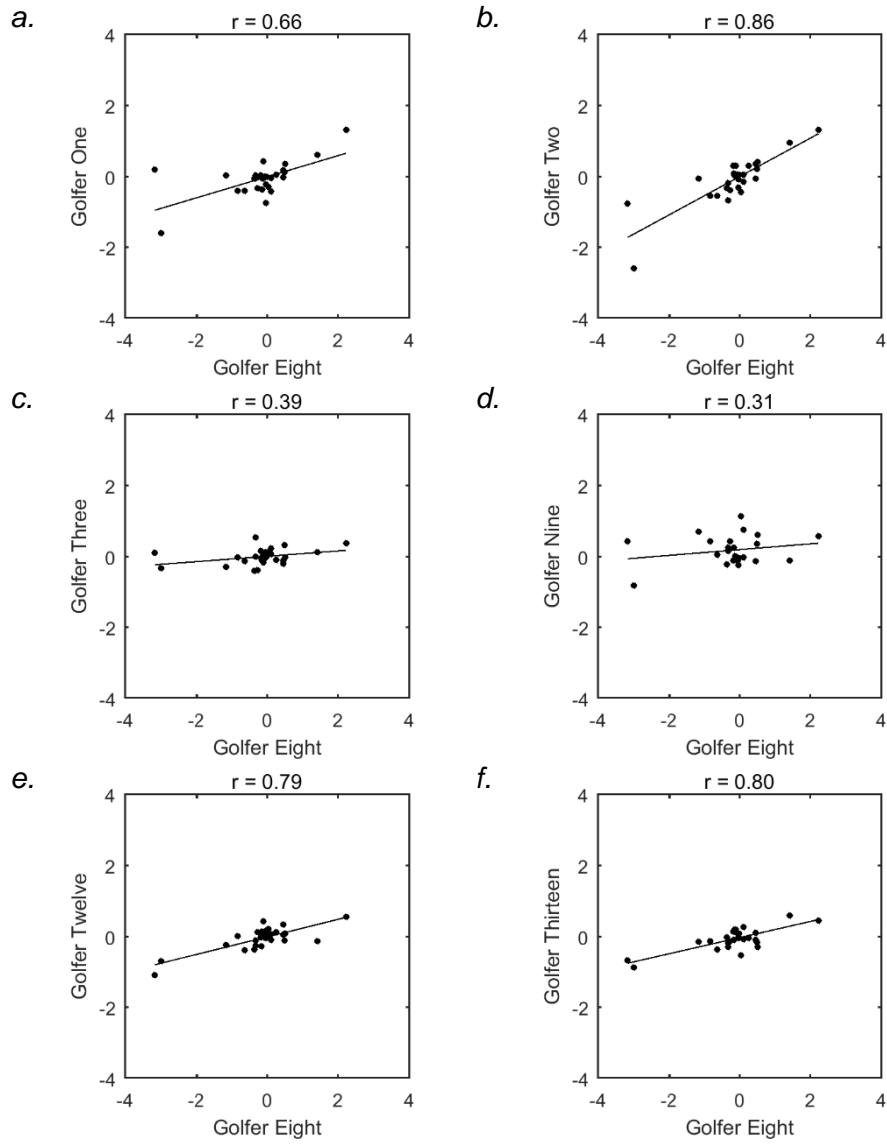 a.
r = 0.66
4
2
0
-2
-4
Golfer One
-4 -2 0 2 4
Golfer Eight
b.
r = 0.86
4
2
0
-2
-4
Golfer Two
-4 -2 0 2 4
Golfer Eight
c.
r = 0.39
4
2
0
-2
-4
Golfer Three
-4 -2 0 2 4
Golfer Eight
d.
r = 0.31
4
2
0
-2
-4
Golfer Nine
-4 -2 0 2 4
Golfer Eight
e.
r = 0.79
4
2
0
-2
-4
Golfer Twelve
-4 -2 0 2 4
Golfer Eight
f.
r = 0.80
4
2
0
-2
-4
Golfer Thirteen
-4 -2 0 2 4
Golfer Eight